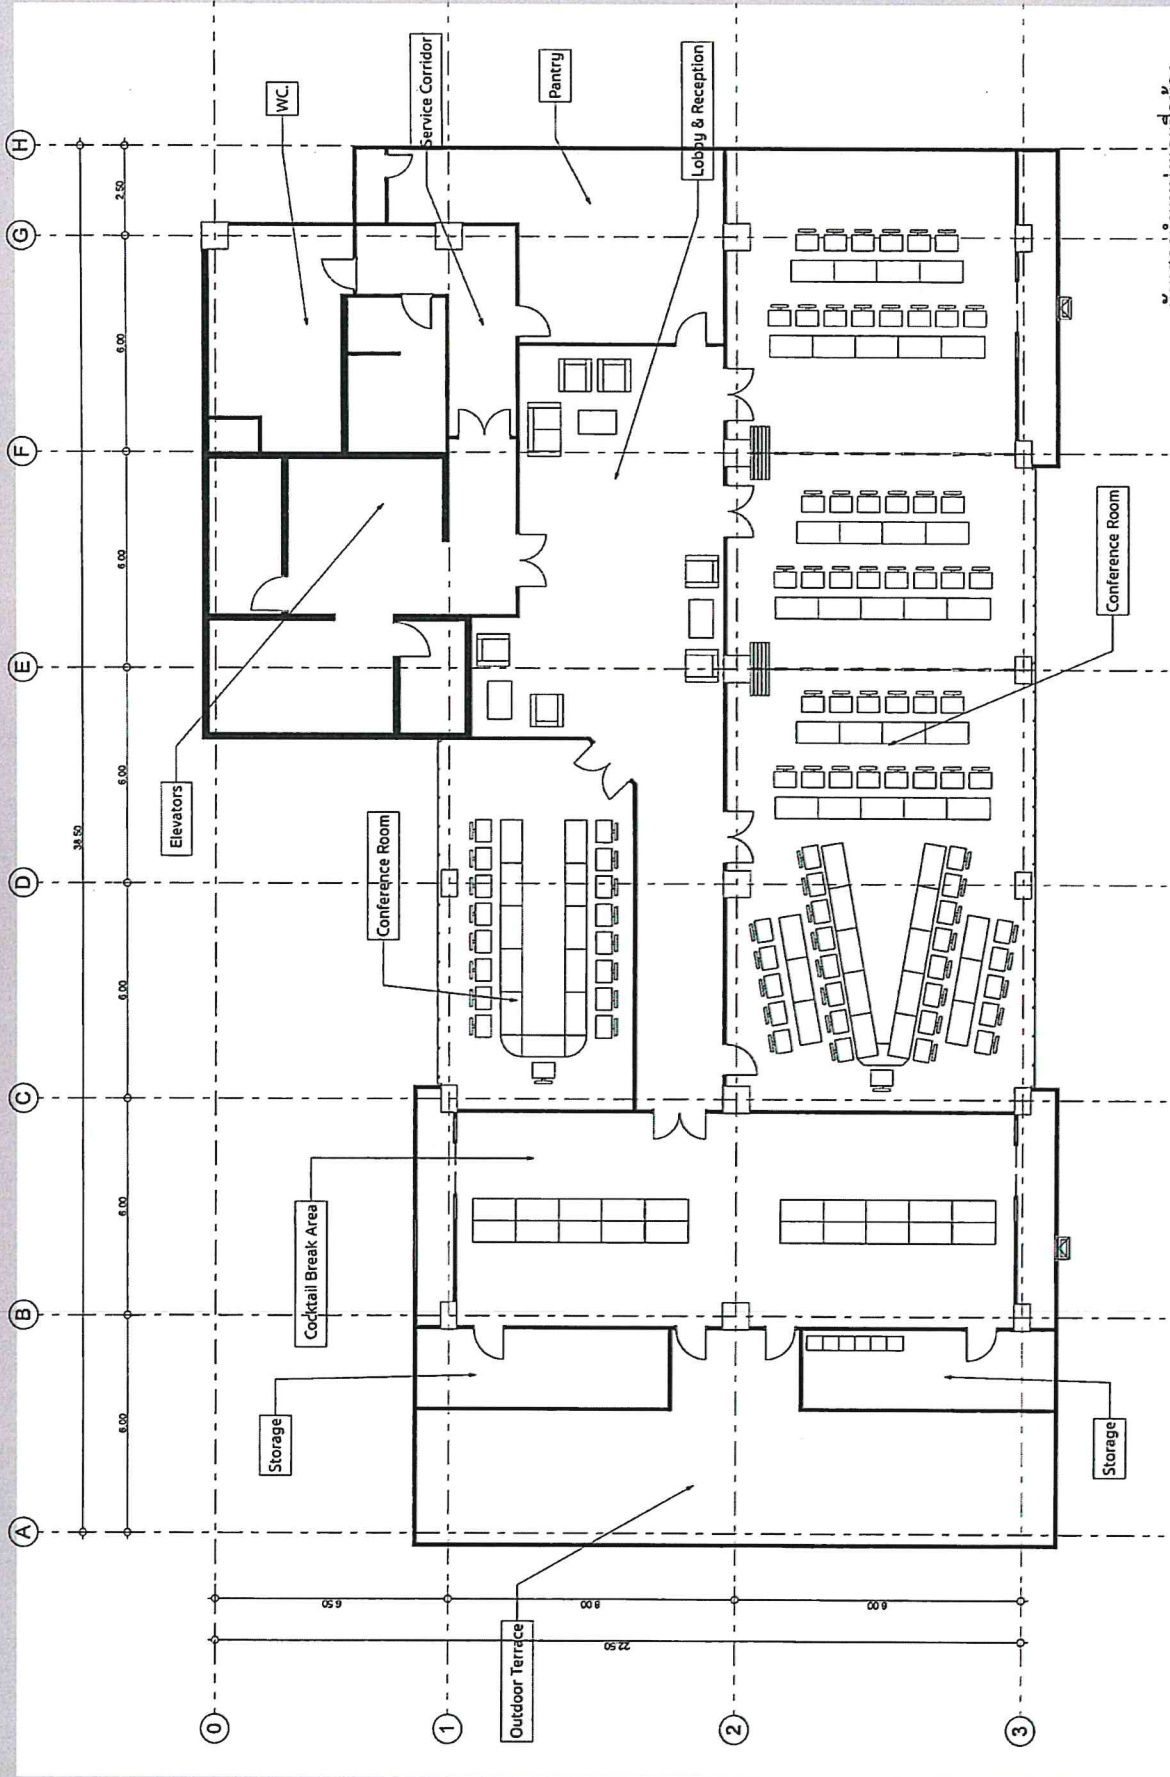 A
B
C
D
E
F
G
H
38.50
6.00
6.00
6.00
6.00
6.00
6.00
2.50
0
1
2
3
22.50
6.50
8.00
8.00
Elevators
WC.
Storage
Cocktail Break Area
Conference Room
Service Corridor
Outdoor Terrace
Pantry
Lobby & Reception
Storage
Conference Room